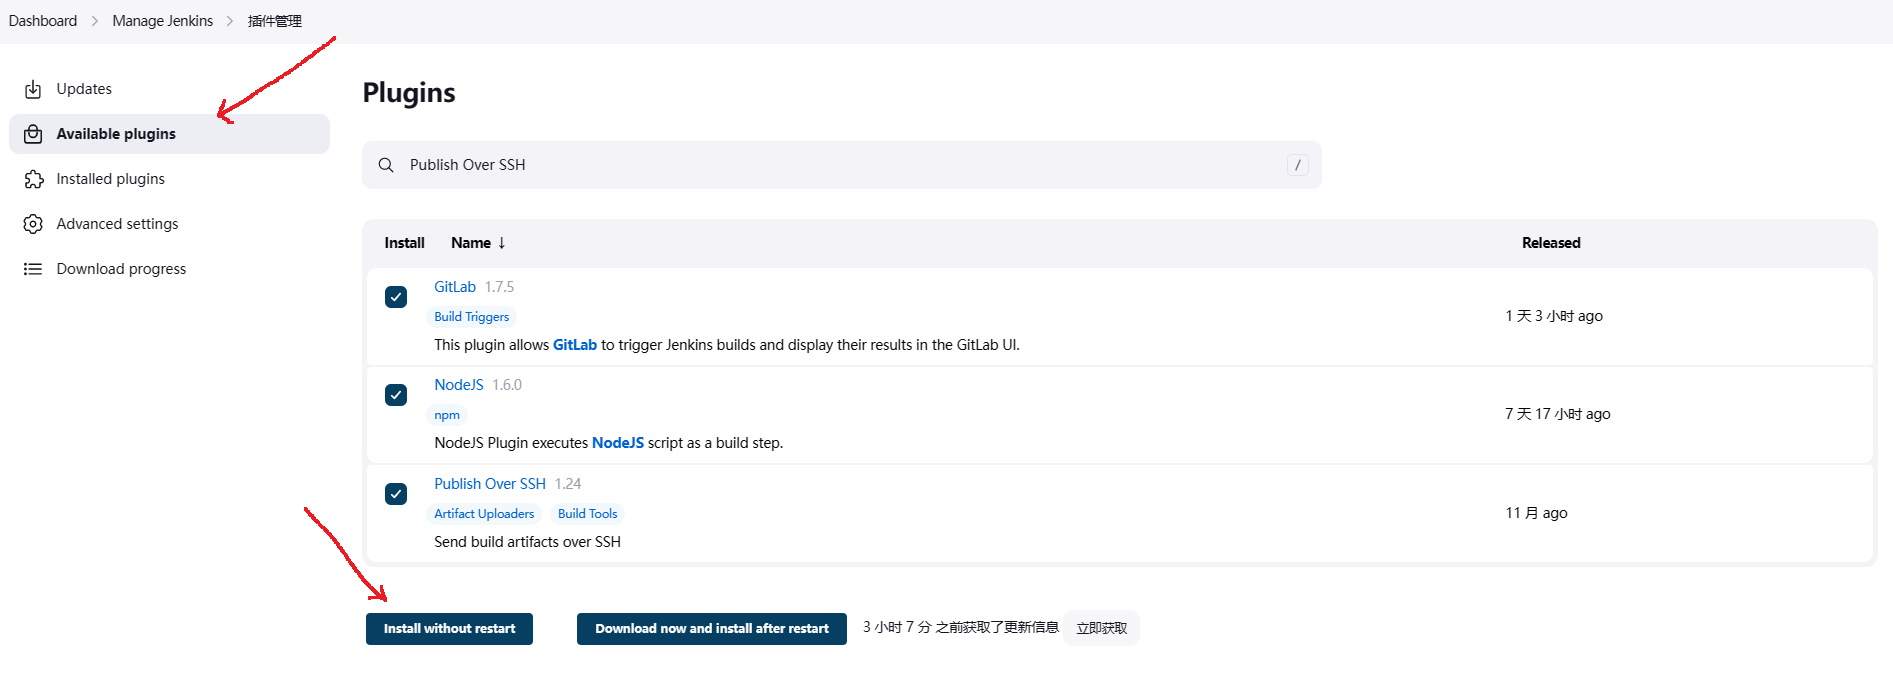 Dashboard > Manage Jenkins > 插件管理
Updates
Available plugins
Installed plugins
Advanced settings
Download progress
Plugins
Publish Over SSH /
Install Name ↓ Released
GitLab 1.7.5
Build Triggers
This plugin allows GitLab to trigger Jenkins builds and display their results in the GitLab UI.
1 天 3 小时 ago
NodeJS 1.6.0
npm
NodeJS Plugin executes NodeJS script as a build step.
7 天 17 小时 ago
Publish Over SSH 1.24
Artifact Uploaders Build Tools
Send build artifacts over SSH
11 月 ago
Install without restart Download now and install after restart 3 小时 7 分 之前获取了更新信息 立即获取